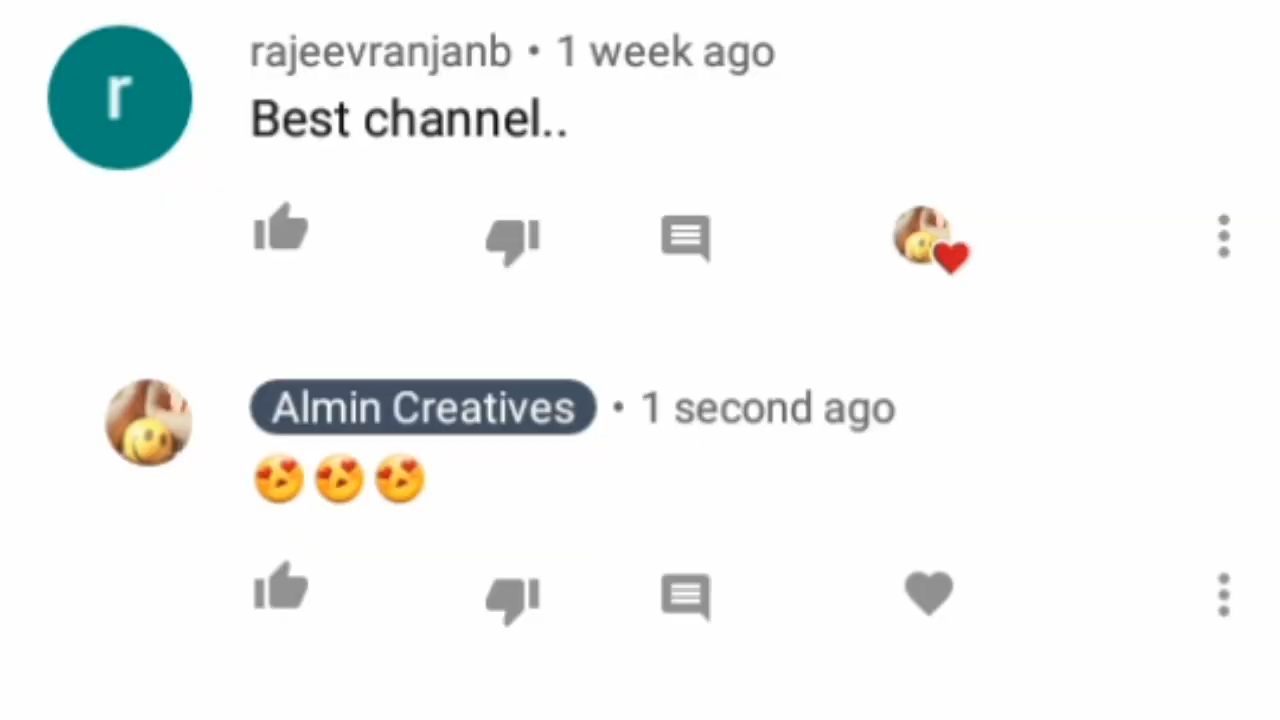 r
rajeevranjanb • 1 week ago
Best channel..
Almin Creatives • 1 second ago
😍😍😍